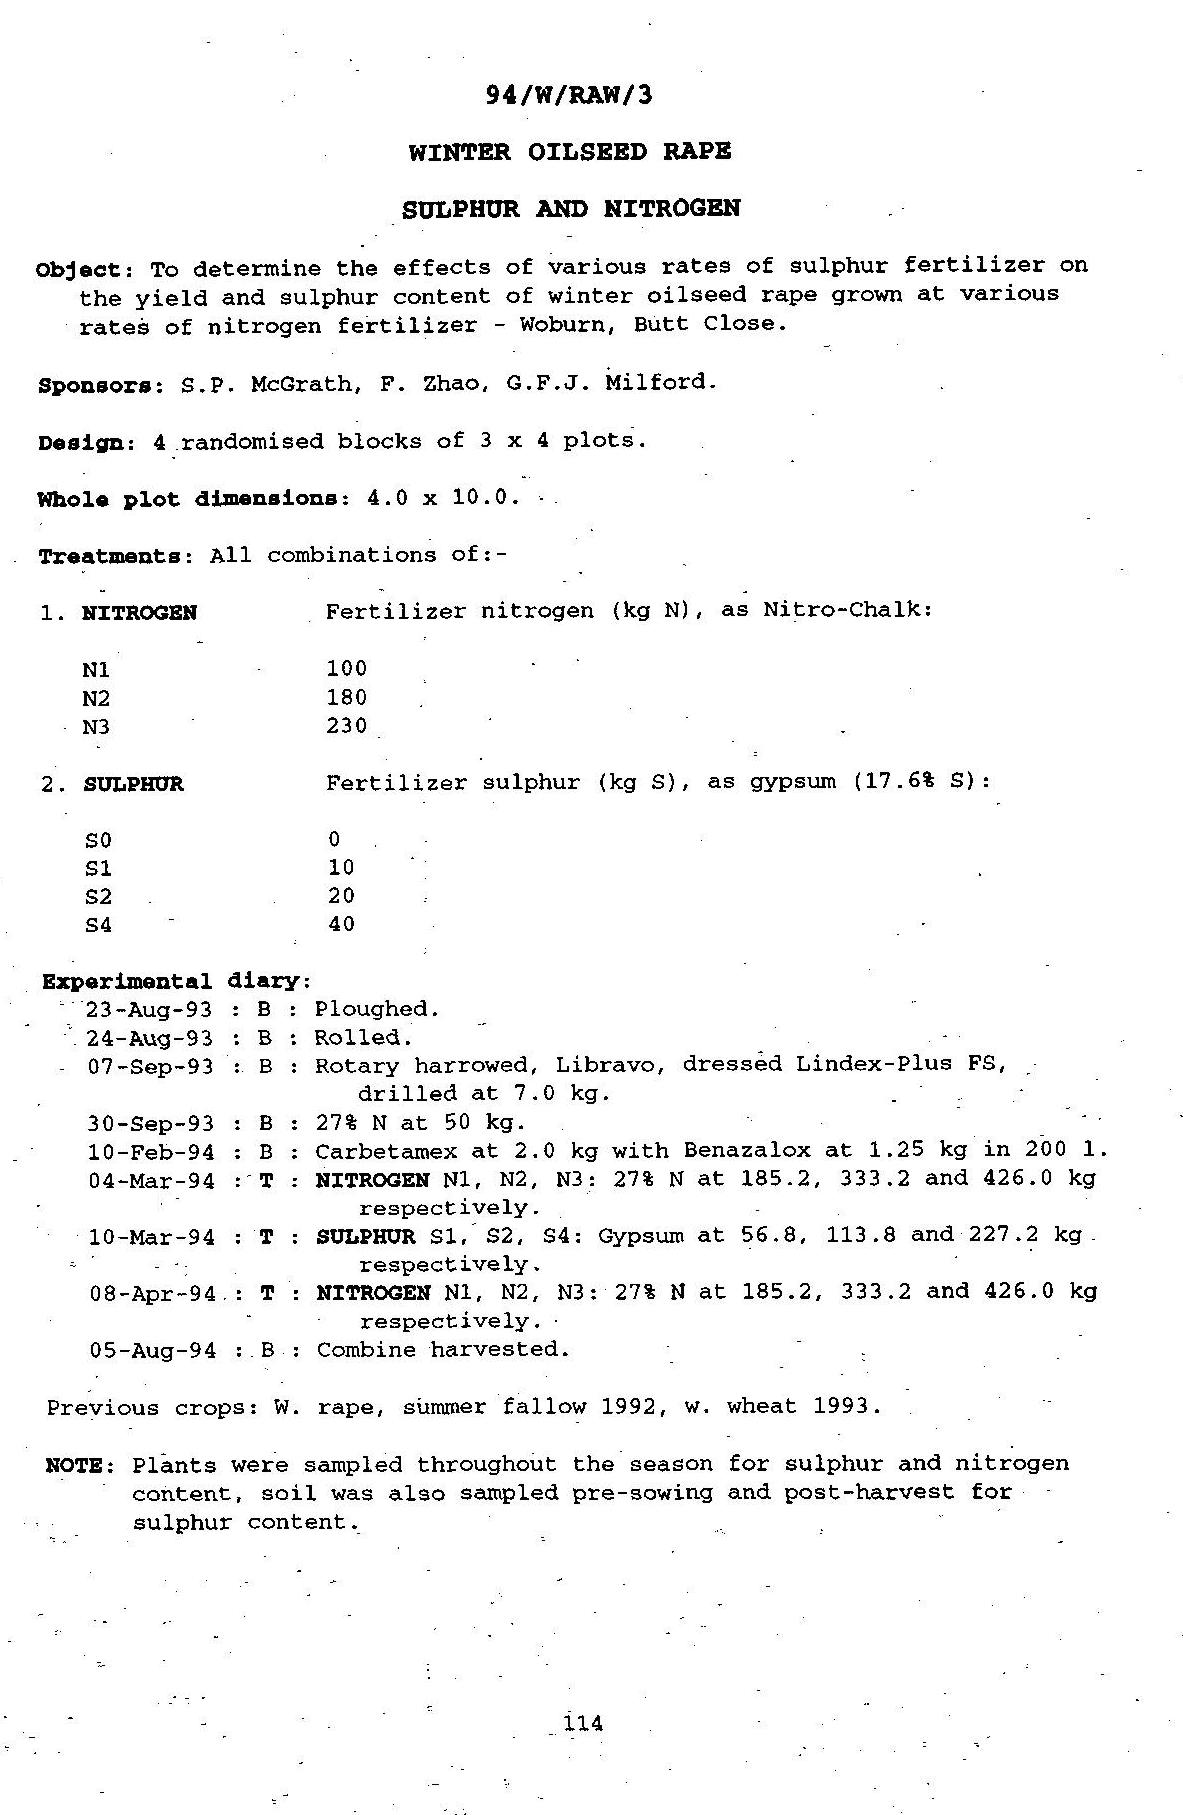 94/W/RAW/3
WINTER OILSEED RAPE
SULPHUR AND NITROGEN
Object: To determine the effects of various rates of sulphur fertilizer on
the yield and sulphur content of winter oilseed rape grown at various
rates of nitrogen fertilizer - Woburn, Butt Close.
Sponsors: S.P. McGrath, F. Zhao, G.F.J. Milford.
Design: 4 randomised blocks of 3 x 4 plots.
Whole plot dimensions: 4.0 x 10.0.
Treatments: All combinations of:-
1. NITROGEN Fertilizer nitrogen (kg N), as Nitro-Chalk:
N1 100
N2 180
N3 230
2. SULPHUR Fertilizer sulphur (kg S), as gypsum (17.6% S):
S0 0
S1 10
S2 20
S4 40
Experimental diary:
23-Aug-93 : B : Ploughed.
24-Aug-93 : B : Rolled.
07-Sep-93 : B : Rotary harrowed, Libravo, dressed Lindex-Plus FS,
drilled at 7.0 kg.
30-Sep-93 : B : 27% N at 50 kg.
10-Feb-94 : B : Carbetamex at 2.0 kg with Benazalox at 1.25 kg in 200 l.
04-Mar-94 : T : NITROGEN N1, N2, N3: 27% N at 185.2, 333.2 and 426.0 kg
respectively.
10-Mar-94 : T : SULPHUR S1, S2, S4: Gypsum at 56.8, 113.8 and 227.2 kg
respectively.
08-Apr-94 : T : NITROGEN N1, N2, N3: 27% N at 185.2, 333.2 and 426.0 kg
respectively.
05-Aug-94 : B : Combine harvested.
Previous crops: W. rape, summer fallow 1992, w. wheat 1993.
NOTE: Plants were sampled throughout the season for sulphur and nitrogen
content, soil was also sampled pre-sowing and post-harvest for
sulphur content.
114